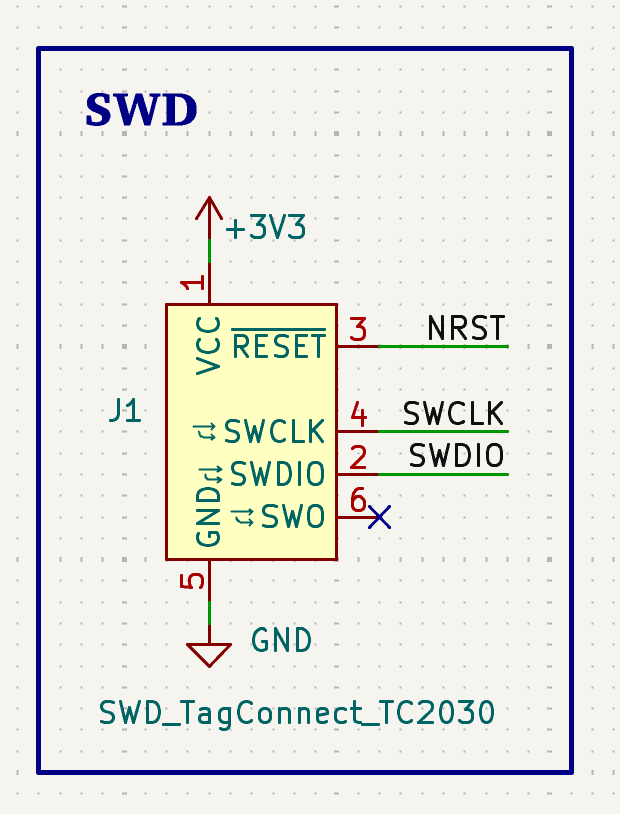 SWD
+3V3
1
VCC
RESET
3
NRST
J1
SWCLK
4
SWCLK
SWDIO
2
SWDIO
GND
SWO
6
5
GND
SWD_TagConnect_TC2030